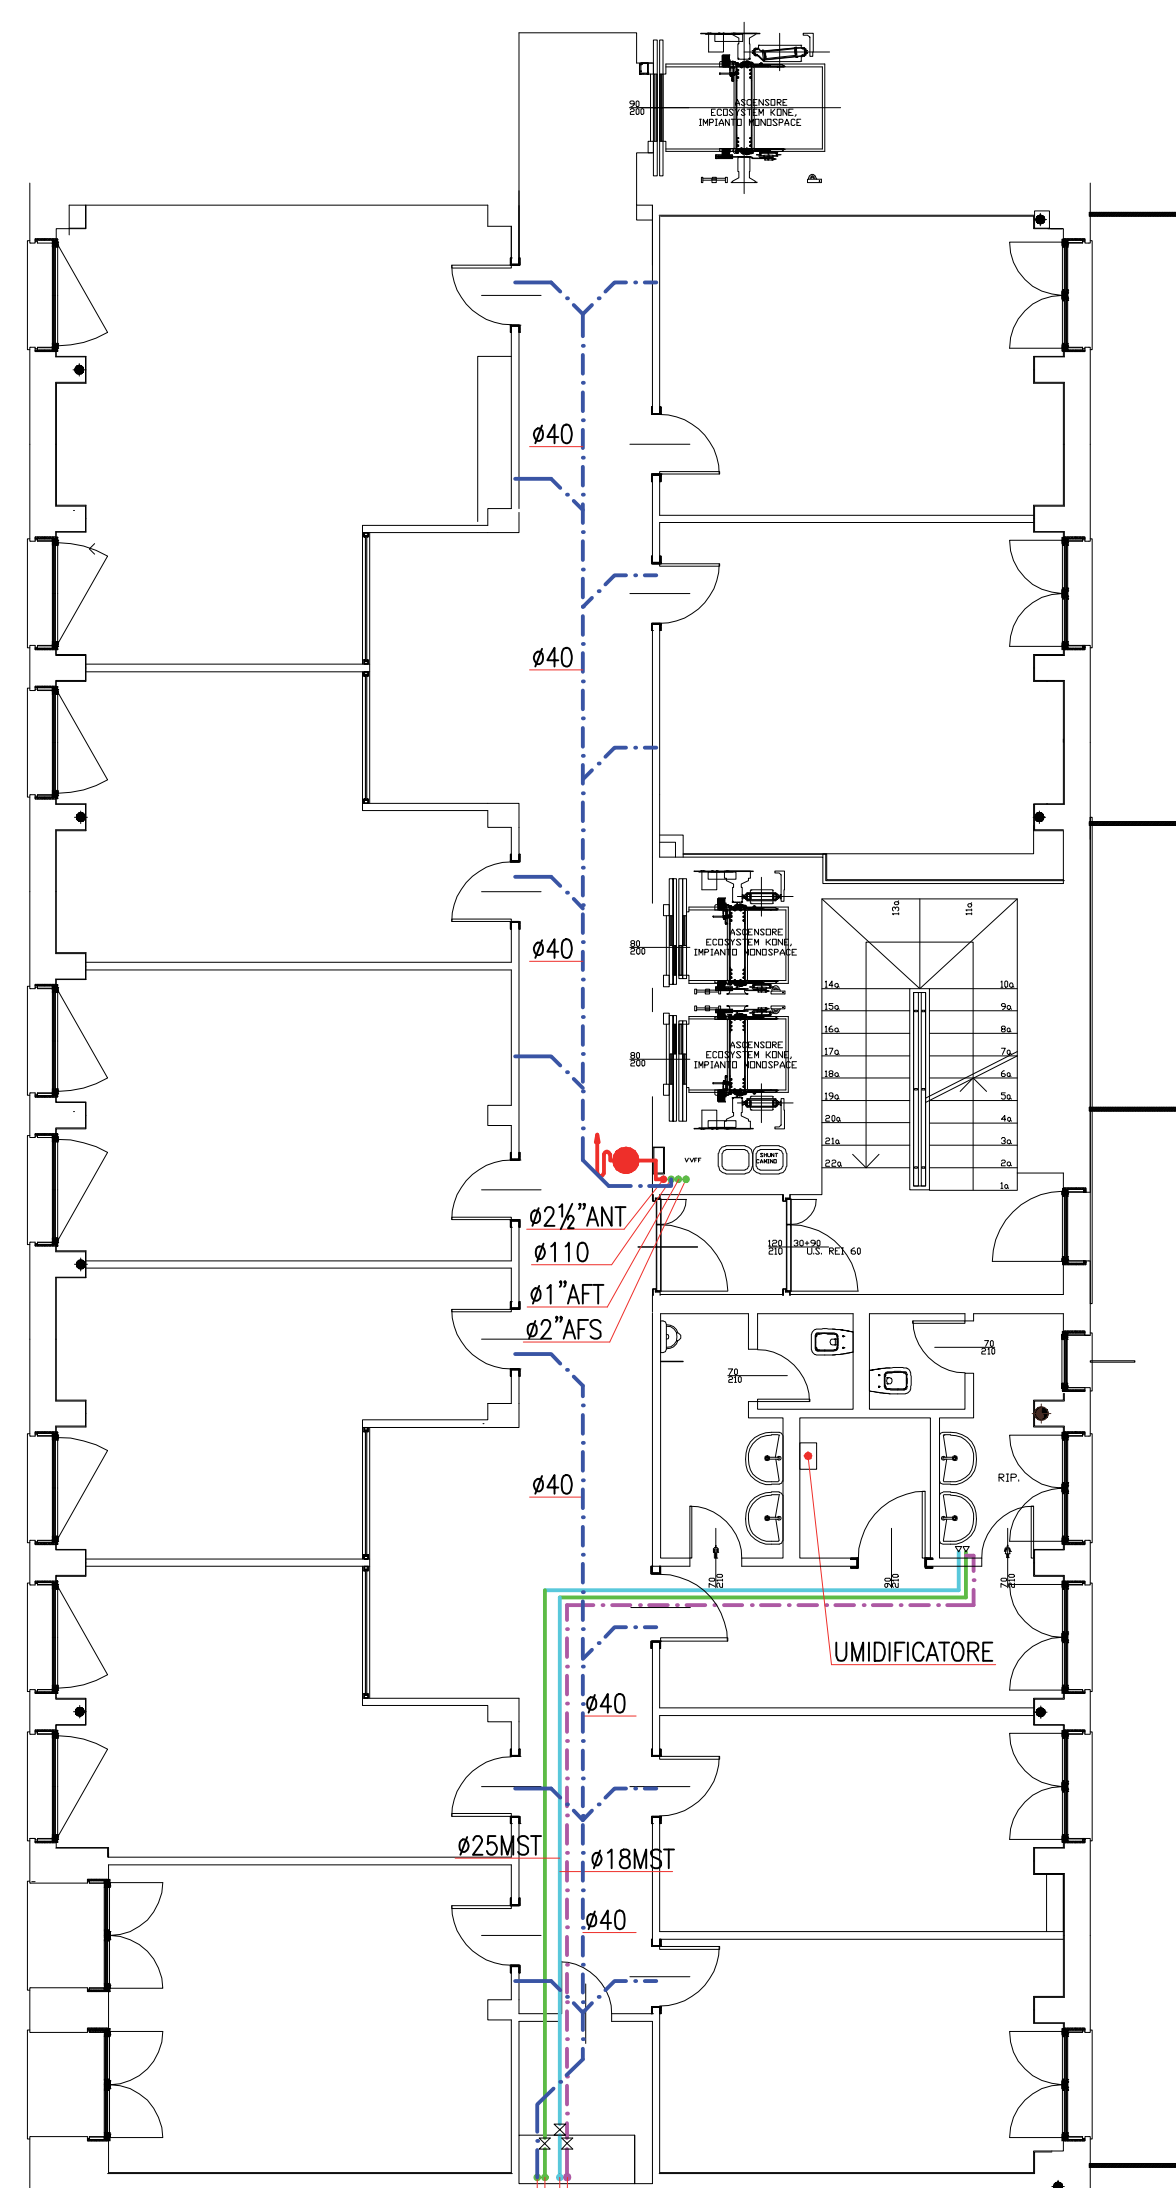 90
200
ASCENSORE
ECOSYSTEM KONE,
IMPIANTO MONOSPACE
ø40
ø40
13a
11a
80
200
ASCENSORE
ECOSYSTEM KONE,
IMPIANTO MONOSPACE
ø40
14a
10a
15a
9a
16a
8a
80
200
ASCENSORE
ECOSYSTEM KONE,
IMPIANTO MONOSPACE
17a
7a
18a
6a
19a
5a
20a
4a
21a
3a
VVFF
SHUNT
CAMINO
22a
2a
1a
ø2½"ANT
ø110
120
210
30+90
U.S. REI 60
ø1"AFT
ø2"AFS
70
210
70
210
ø40
RIP.
70
210
90
210
70
210
UMIDIFICATORE
ø40
ø25MST
ø18MST
ø40